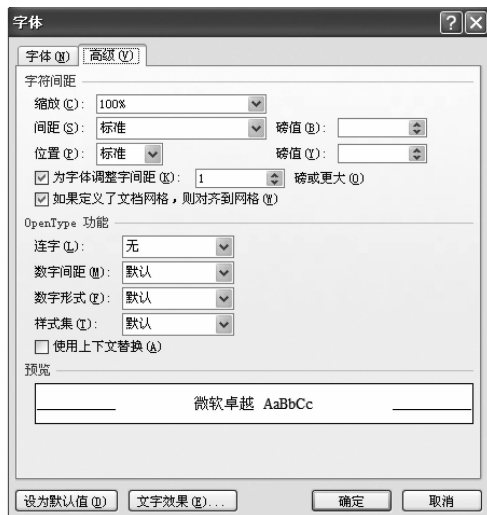 字体
字体(N) 高级(V)
字符间距
缩放(C): 100%
间距(S): 标准 磅值(B):
位置(P): 标准 磅值(Y):
为字体调整字间距(K): 1 磅或更大(O)
如果定义了文档网格，则对齐到网格(W)
OpenType 功能
连字(L): 无
数字间距(M): 默认
数字形式(F): 默认
样式集(T): 默认
使用上下文替换(A)
预览
微软卓越 AaBbCc
设为默认值(D) 文字效果(E)... 确定 取消